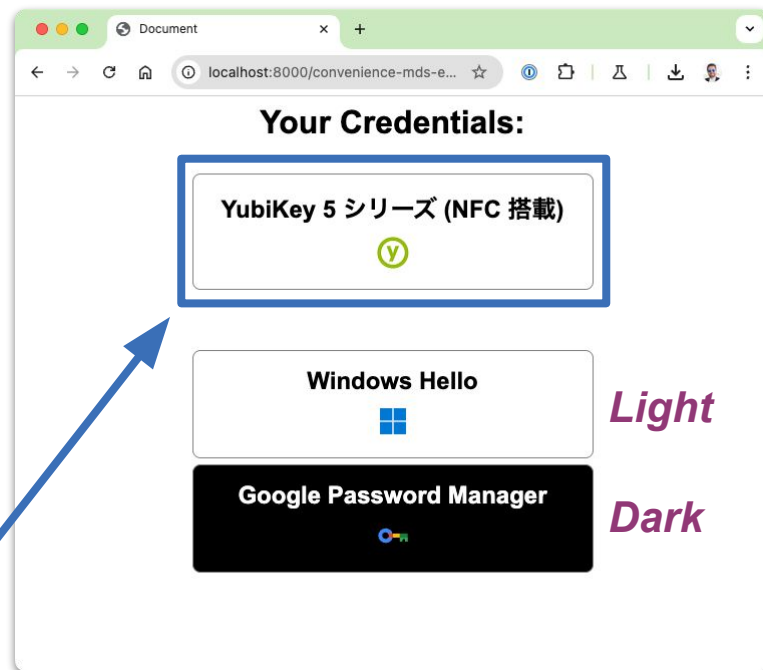 Document
localhost:8000/convenience-mds-e...
Your Credentials:
YubiKey 5 シリーズ (NFC 搭載)
y
Windows Hello
Light
Google Password Manager
Dark